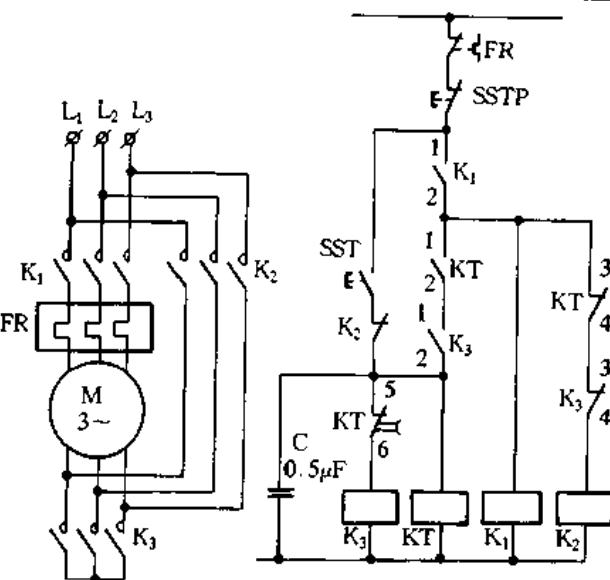 FR
SSTP
L₁ L₂ L₃
1
K₁
2
K₁
K₂
FR
M
3~
K₃
SST
K₂
1
KT
2
1
K₃
2
3
KT
4
3
K₃
4
5
KT
6
C
0.5μF
K₃
KT
K₁
K₂